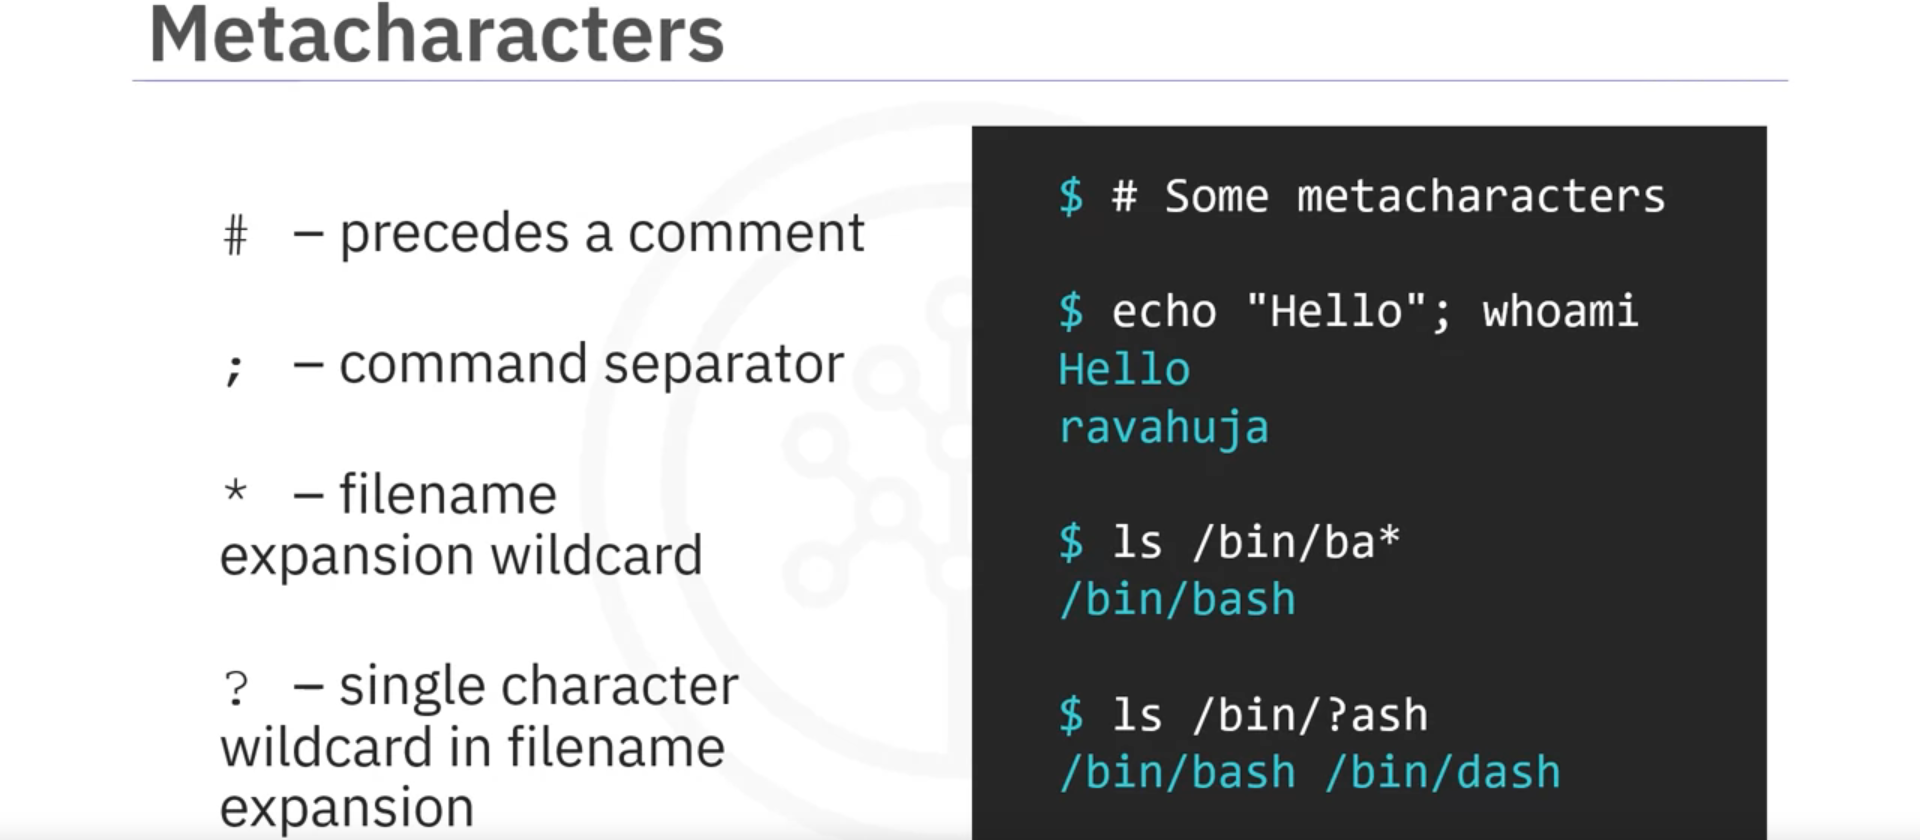 Metacharacters
# – precedes a comment
; – command separator
* – filename
expansion wildcard
? – single character
wildcard in filename
expansion
$ # Some metacharacters
$ echo "Hello"; whoami
Hello
ravahuja
$ ls /bin/ba*
/bin/bash
$ ls /bin/?ash
/bin/bash /bin/dash